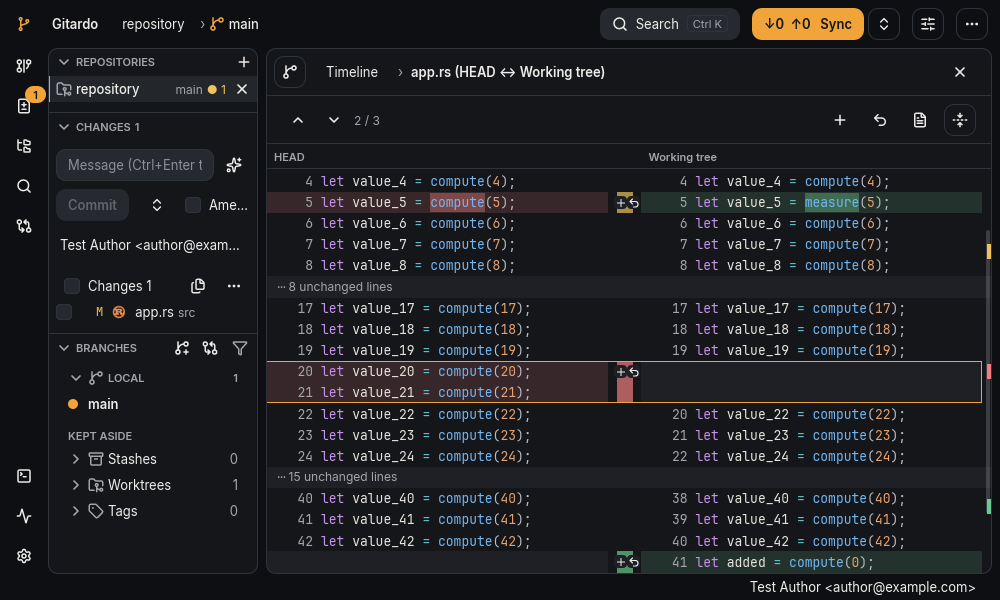 Gitardo repository › main Search Ctrl K ↓0 ↑0 Sync
REPOSITORIES
repository main 1
1
CHANGES 1
Message (Ctrl+Enter t
Commit Ame...
Test Author <author@exam...
Changes 1
M app.rs src
BRANCHES
LOCAL 1
main
KEPT ASIDE
Stashes 0
Worktrees 1
Tags 0
Timeline › app.rs (HEAD ↔ Working tree)
2 / 3
HEAD Working tree
4 let value_4 = compute(4); 4 let value_4 = compute(4);
5 let value_5 = compute(5); 5 let value_5 = measure(5);
6 let value_6 = compute(6); 6 let value_6 = compute(6);
7 let value_7 = compute(7); 7 let value_7 = compute(7);
8 let value_8 = compute(8); 8 let value_8 = compute(8);
··· 8 unchanged lines
17 let value_17 = compute(17); 17 let value_17 = compute(17);
18 let value_18 = compute(18); 18 let value_18 = compute(18);
19 let value_19 = compute(19); 19 let value_19 = compute(19);
20 let value_20 = compute(20);
21 let value_21 = compute(21);
22 let value_22 = compute(22); 20 let value_22 = compute(22);
23 let value_23 = compute(23); 21 let value_23 = compute(23);
24 let value_24 = compute(24); 22 let value_24 = compute(24);
··· 15 unchanged lines
40 let value_40 = compute(40); 38 let value_40 = compute(40);
41 let value_41 = compute(41); 39 let value_41 = compute(41);
42 let value_42 = compute(42); 40 let value_42 = compute(42);
41 let added = compute(0);
Test Author <author@example.com>